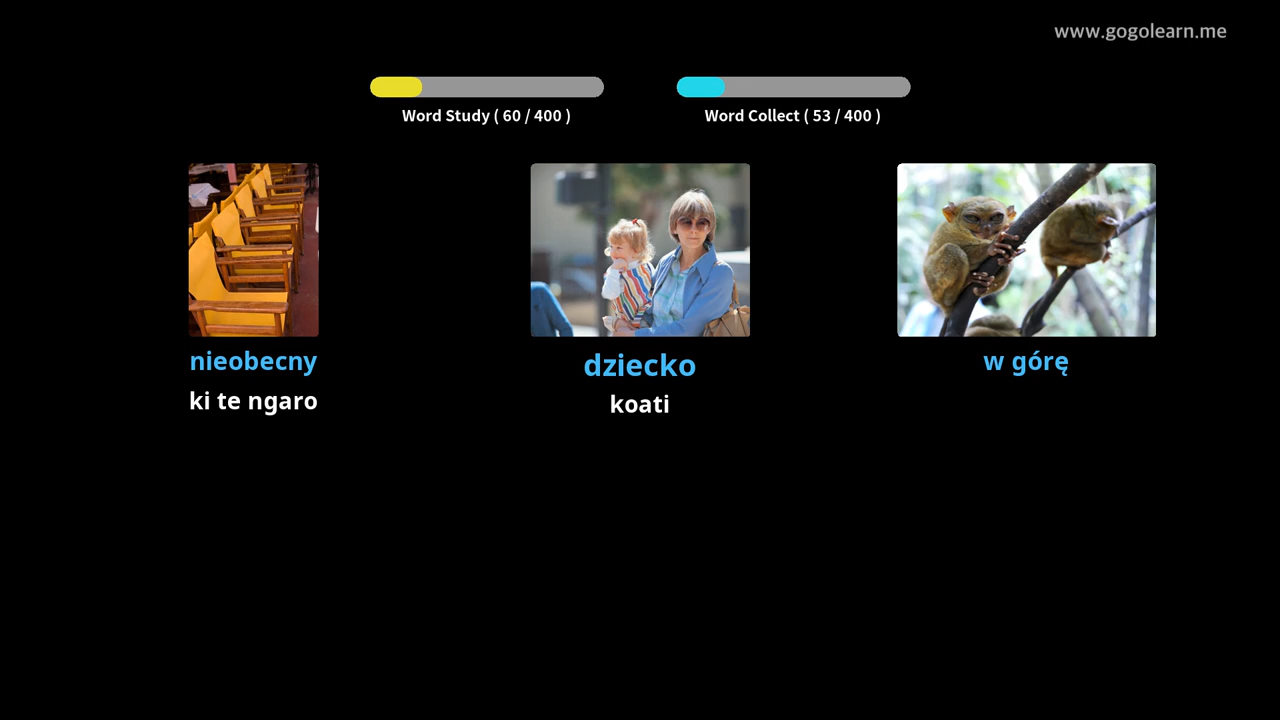 www.gogolearn.me
Word Study ( 60 / 400 )
Word Collect ( 53 / 400 )
nieobecny
ki te ngaro
dziecko
koati
w górę